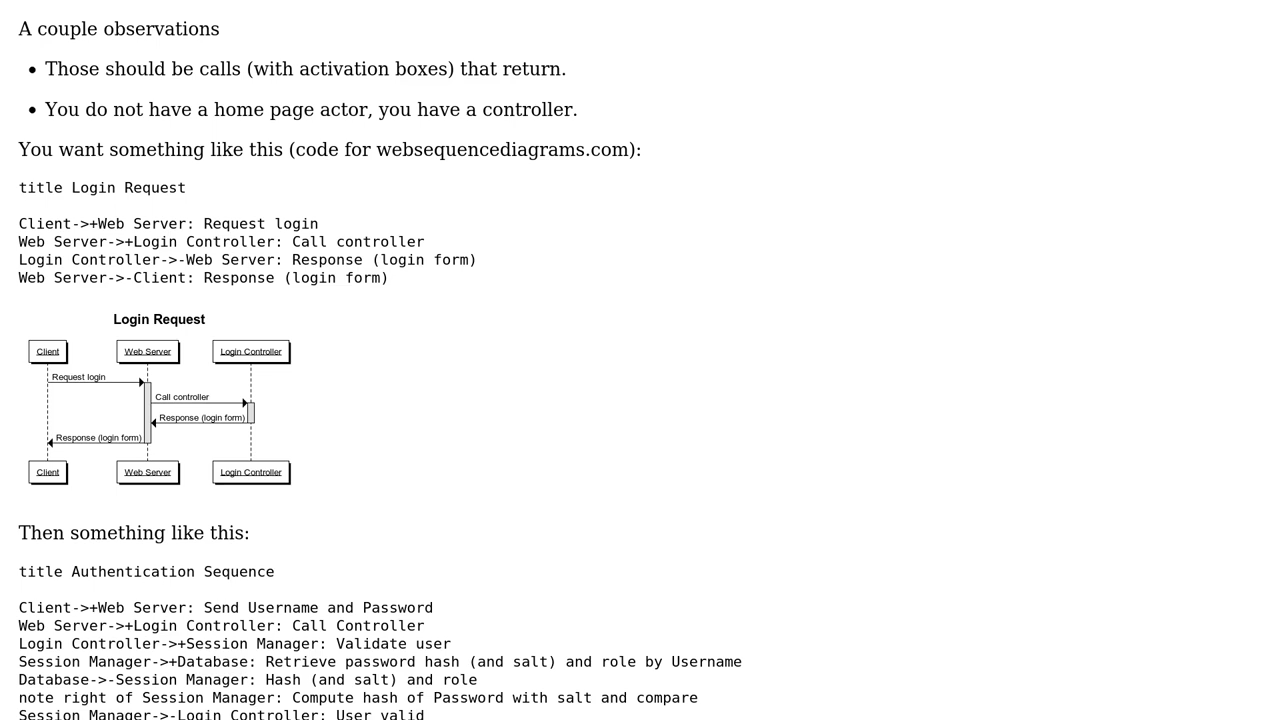 A couple observations
• Those should be calls (with activation boxes) that return.
• You do not have a home page actor, you have a controller.
You want something like this (code for websequencediagrams.com):
title Login Request
Client->+Web Server: Request login
Web Server->+Login Controller: Call controller
Login Controller->-Web Server: Response (login form)
Web Server->-Client: Response (login form)
Login Request
Client Web Server Login Controller
Request login
Call controller
Response (login form)
Response (login form)
Client Web Server Login Controller
Then something like this:
title Authentication Sequence
Client->+Web Server: Send Username and Password
Web Server->+Login Controller: Call Controller
Login Controller->+Session Manager: Validate user
Session Manager->+Database: Retrieve password hash (and salt) and role by Username
Database->-Session Manager: Hash (and salt) and role
note right of Session Manager: Compute hash of Password with salt and compare
Session Manager->-Login Controller: User valid